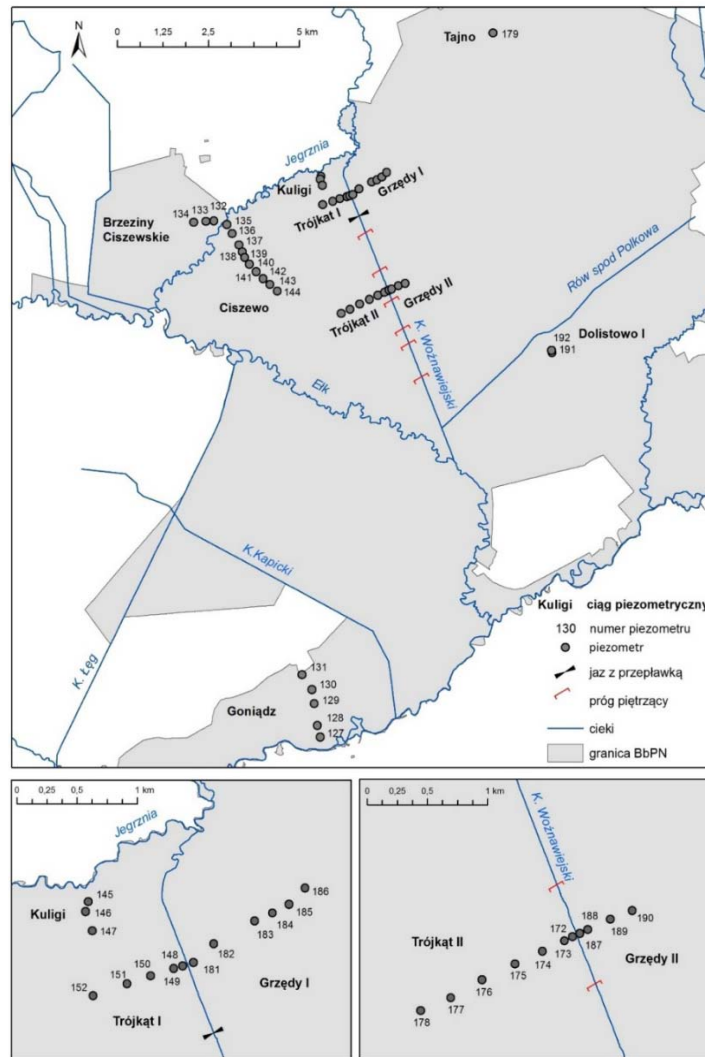 N
0 2,5 5 km
Tajno
179
Jegrznia
Kuligi
Grzędy I
Trójkąt I
132
133
134
135
136
137
138
139
140
141
142
143
144
Brzeziny
Ciszewskie
Ciszewo
Trójkąt II
Grzędy II
K. Woźnawiejski
Rów spod Polkowa
Dolistowo I
192
191
Ełk
K.Kapicki
K. Łęg
131
130
129
128
127
Goniądz
Kuligi ciąg piezometryczny
130 numer piezometru
piezometr
jaz z przepławką
próg piętrzący
cieki
granica BbPN
0 0,25 0,5 1 km
Jegrznia
Kuligi
145
146
147
148
149
150
151
152
181
182
183
184
185
186
Trójkąt I
Grzędy I
0 0,25 0,5 1 km
K. Woźnawiejski
Trójkąt II
172
173
174
175
176
177
178
187
188
189
190
Grzędy II